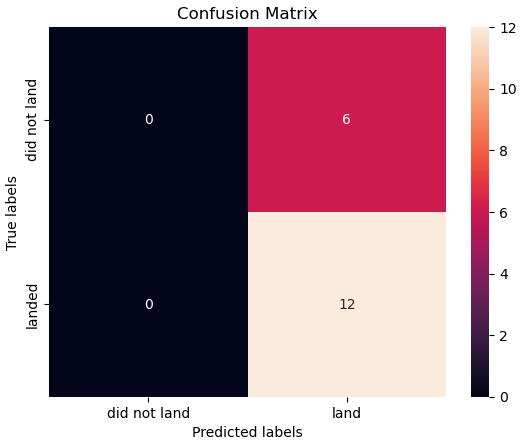 Confusion Matrix
True labels
did not land
landed
0
6
0
12
did not land
land
Predicted labels
12
10
8
6
4
2
0